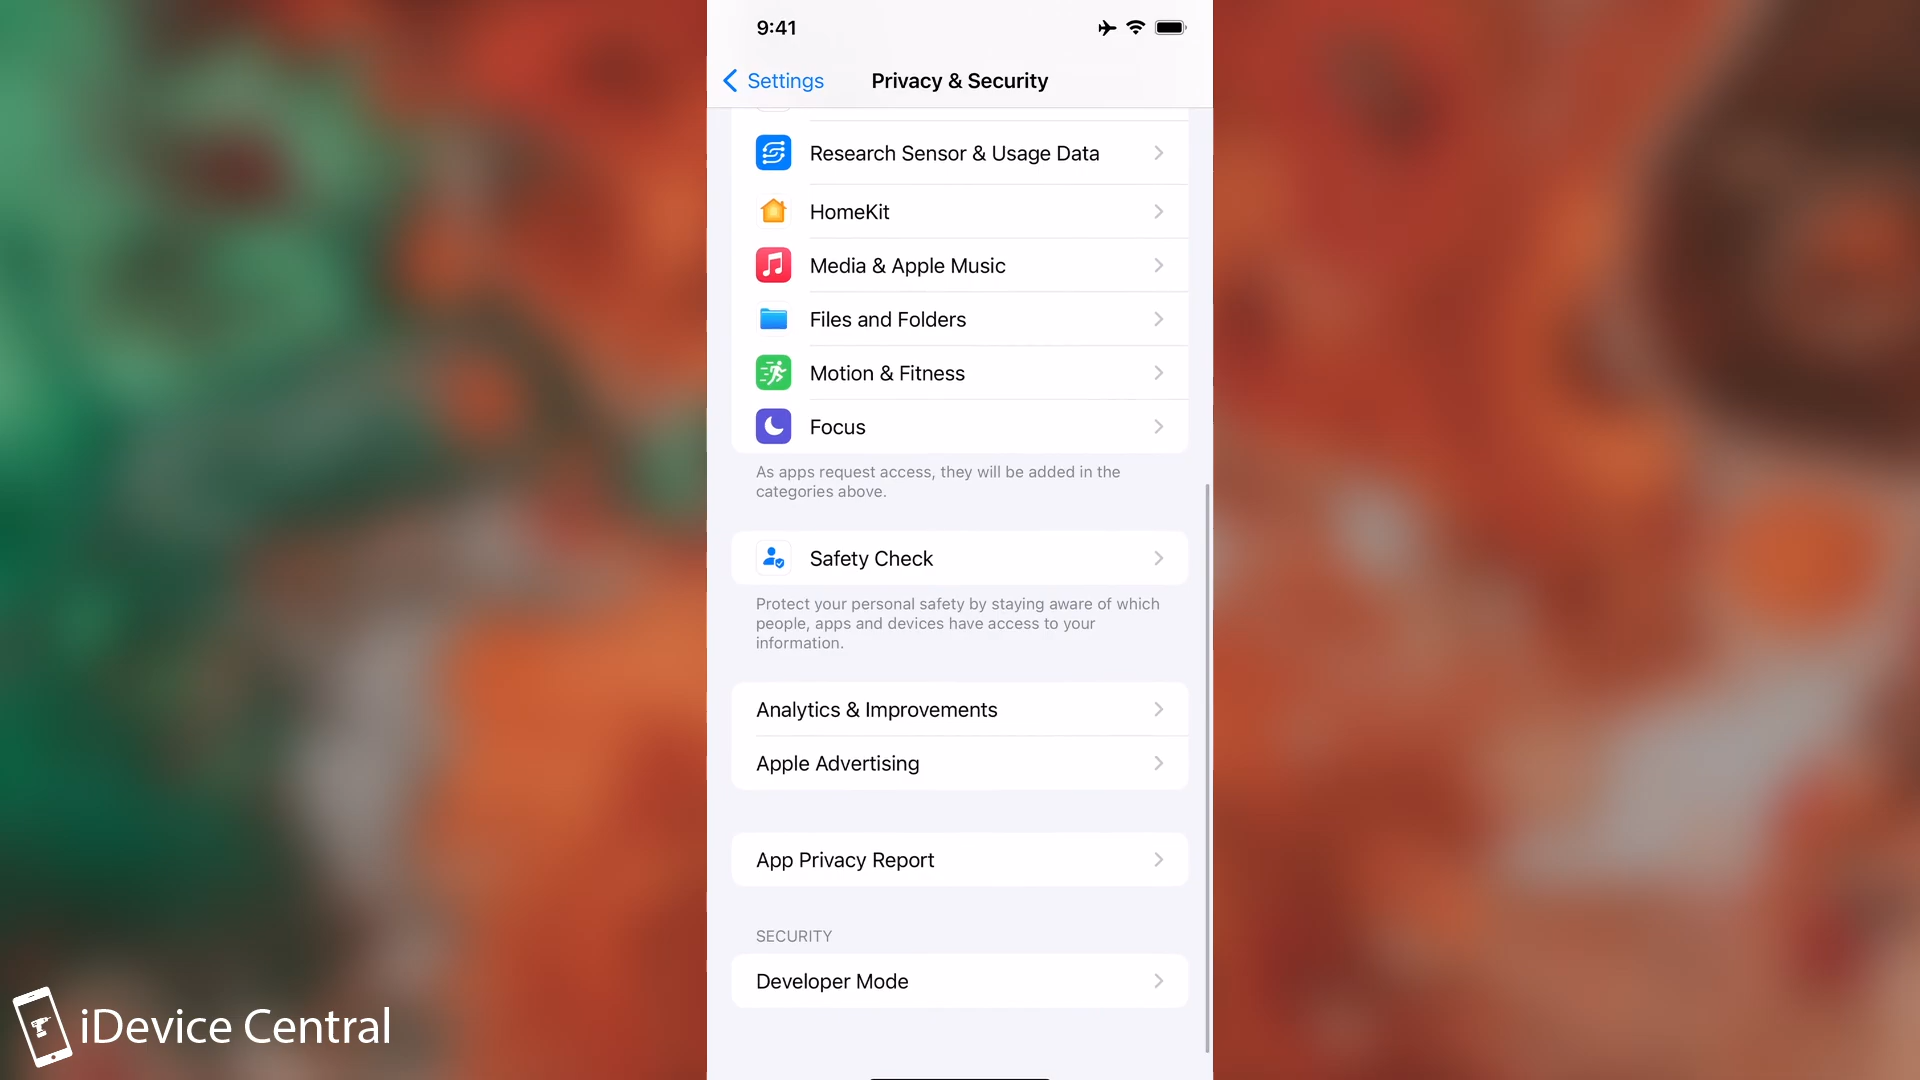 9:41
Settings
Privacy & Security
Research Sensor & Usage Data
HomeKit
Media & Apple Music
Files and Folders
Motion & Fitness
Focus
As apps request access, they will be added in the
categories above.
Safety Check
Protect your personal safety by staying aware of which
people, apps and devices have access to your
information.
Analytics & Improvements
Apple Advertising
App Privacy Report
SECURITY
Developer Mode
iDevice Central